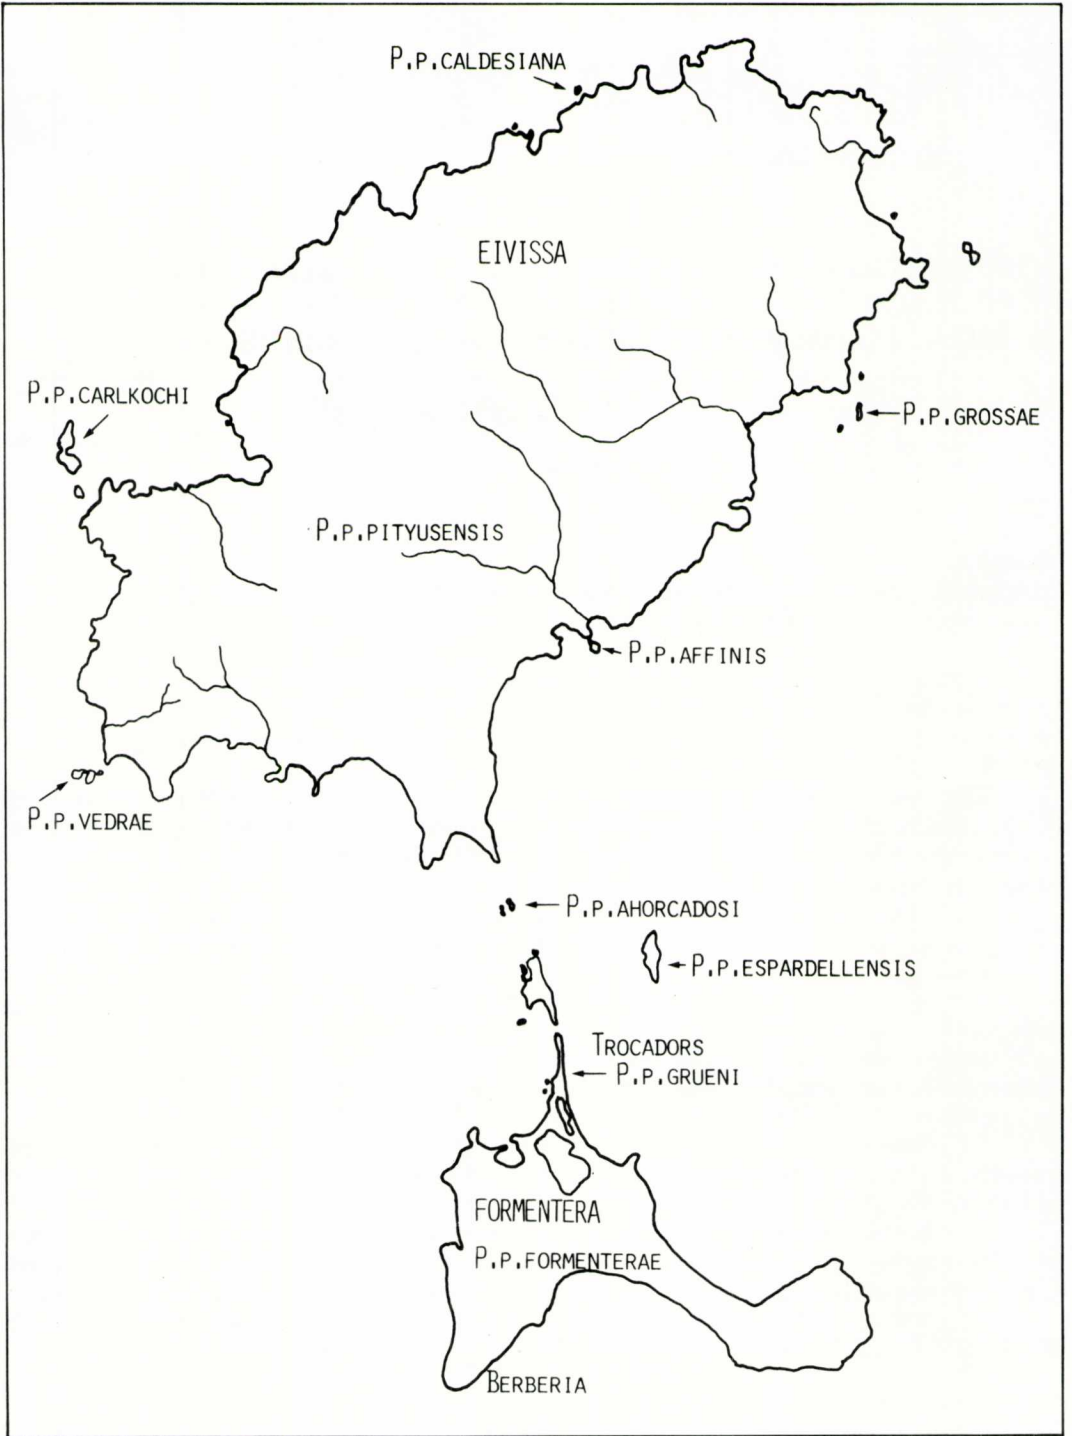 P.P.CALDESIANA
EIVISSA
P.P.CARLKOCHI
P.P.GROSSAE
P.P.PITYUSENSIS
P.P.AFFINIS
P.P.VEDRAE
P.P.AHORCADOSI
P.P.ESPARDELLENSIS
TROCADORS
P.P.GRUENI
FORMENTERA
P.P.FORMENTERAE
BERBERIA